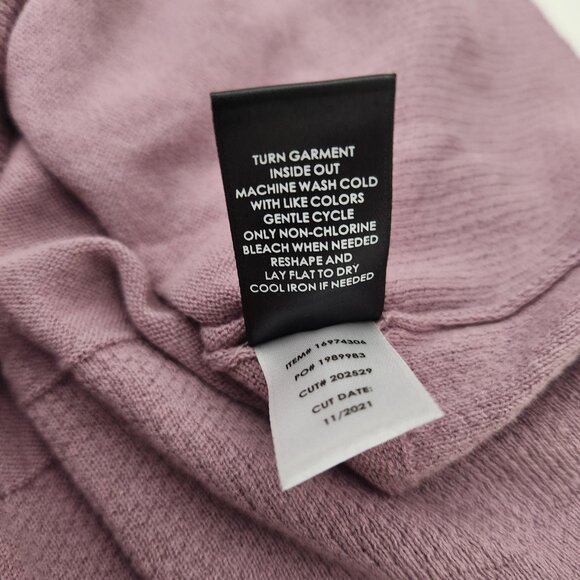 TURN GARMENT
INSIDE OUT
MACHINE WASH COLD
WITH LIKE COLORS
GENTLE CYCLE
ONLY NON-CHLORINE
BLEACH WHEN NEEDED
RESHAPE AND
LAY FLAT TO DRY
COOL IRON IF NEEDED
ITEM# 16974306
PO# 1989983
CUT# 202529
CUT DATE:
11/2021